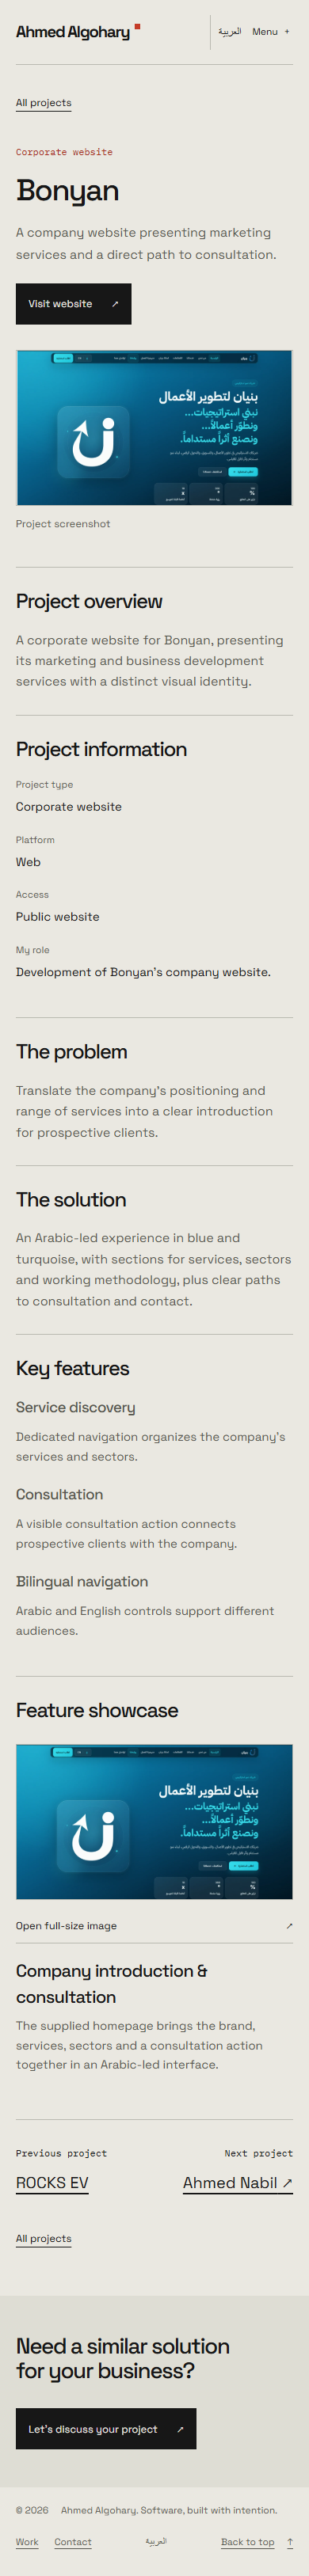 Ahmed Algohary
العربية
Menu +
All projects
Corporate website
Bonyan
A company website presenting marketing
services and a direct path to consultation.
Visit website ↗
بنيان لتطوير الأعمال
نبني استراتيجيات...
ونطوّر أعمالاً...
ونصنع أثراً مستداماً.
Project screenshot
Project overview
A corporate website for Bonyan, presenting
its marketing and business development
services with a distinct visual identity.
Project information
Project type
Corporate website
Platform
Web
Access
Public website
My role
Development of Bonyan's company website.
The problem
Translate the company's positioning and
range of services into a clear introduction
for prospective clients.
The solution
An Arabic-led experience in blue and
turquoise, with sections for services, sectors
and working methodology, plus clear paths
to consultation and contact.
Key features
Service discovery
Dedicated navigation organizes the company's
services and sectors.
Consultation
A visible consultation action connects
prospective clients with the company.
Bilingual navigation
Arabic and English controls support different
audiences.
Feature showcase
بنيان لتطوير الأعمال
نبني استراتيجيات...
ونطوّر أعمالاً...
ونصنع أثراً مستداماً.
Open full-size image ↗
Company introduction &
consultation
The supplied homepage brings the brand,
services, sectors and a consultation action
together in an Arabic-led interface.
Previous project
Next project
ROCKS EV
Ahmed Nabil ↗
All projects
Need a similar solution
for your business?
Let's discuss your project ↗
© 2026 Ahmed Algohary. Software, built with intention.
Work Contact العربية Back to top ↑